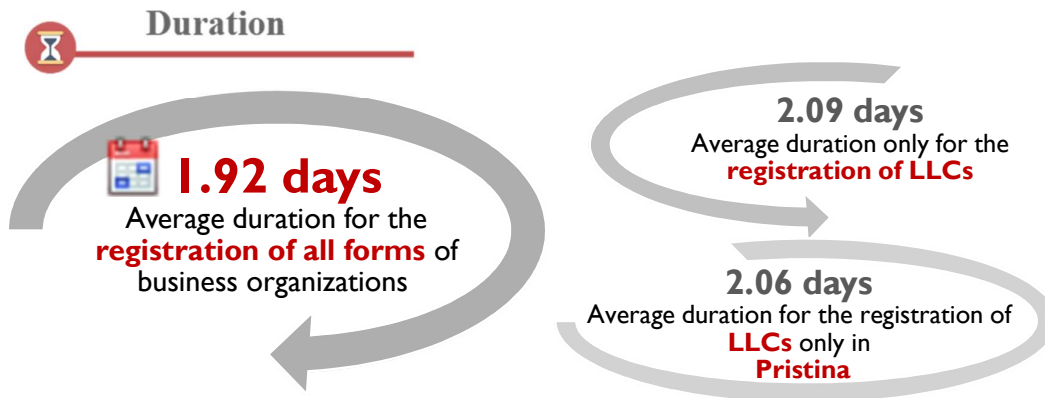 Duration
1.92 days
Average duration for the
registration of all forms of
business organizations
2.09 days
Average duration only for the
registration of LLCs
2.06 days
Average duration for the registration of
LLCs only in
Pristina